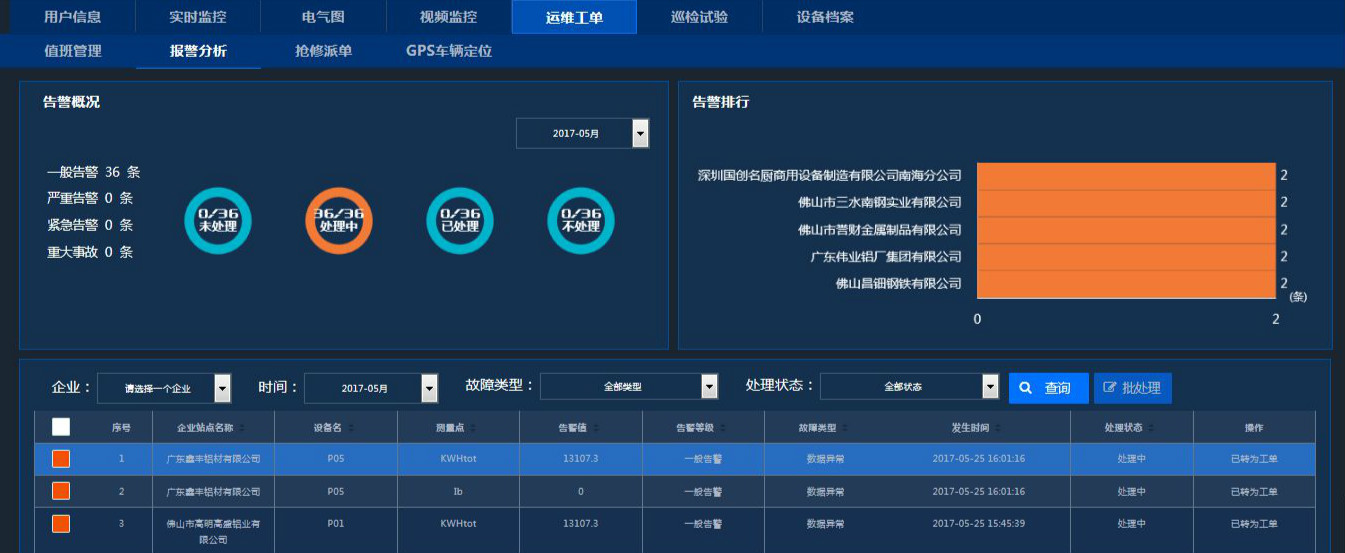 用户信息 实时监控 电气图 视频监控 运维工单 巡检试验 设备档案
值班管理 报警分析 抢修派单 GPS车辆定位
告警概况
2017-05月
一般告警 36 条
严重告警 0 条
紧急告警 0 条
重大事故 0 条
0/36
未处理
36/36
处理中
0/36
已处理
0/36
不处理
告警排行
深圳国创名厨商用设备制造有限公司南海分公司 2
佛山市三水南钢实业有限公司 2
佛山市誉财金属制品有限公司 2
广东伟业铝厂集团有限公司 2
佛山昌钿钢铁有限公司 2
(条)
0 2
企业： 请选择一个企业 时间： 2017-05月 故障类型： 全部类型 处理状态： 全部状态 查询 批处理
序号 企业站点名称 设备名 测量点 告警值 告警等级 故障类型 发生时间 处理状态 操作
1 广东鑫丰铝材有限公司 P05 KWHtot 13107.3 一般告警 数据异常 2017-05-25 16:01:16 处理中 已转为工单
2 广东鑫丰铝材有限公司 P05 Ib 0 一般告警 数据异常 2017-05-25 16:01:16 处理中 已转为工单
3 佛山市高明高盛铝业有 P01 KWHtot 13107.3 一般告警 数据异常 2017-05-25 15:45:39 处理中 已转为工单
限公司